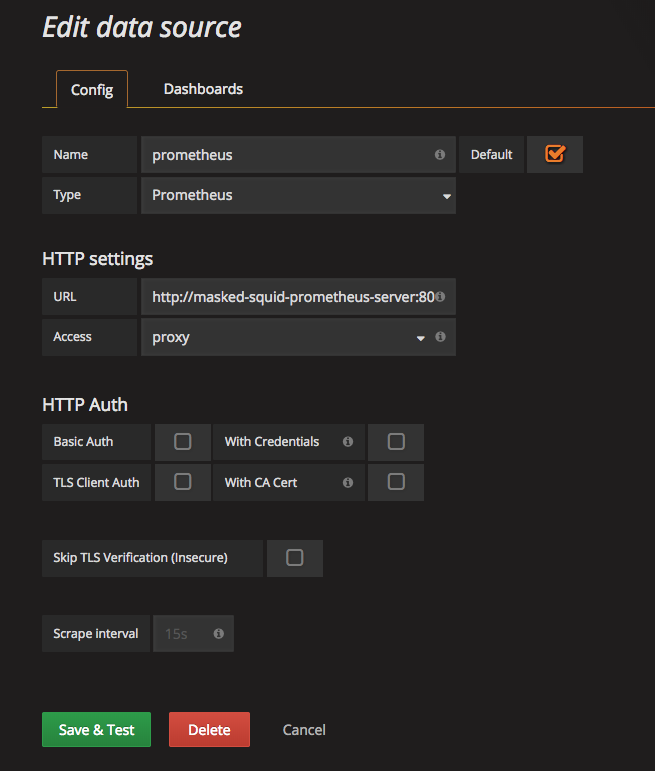 Edit data source
Config Dashboards
Name prometheus Default
Type Prometheus
HTTP settings
URL http://masked-squid-prometheus-server:80
Access proxy
HTTP Auth
Basic Auth With Credentials
TLS Client Auth With CA Cert
Skip TLS Verification (Insecure)
Scrape interval 15s
Save & Test Delete Cancel